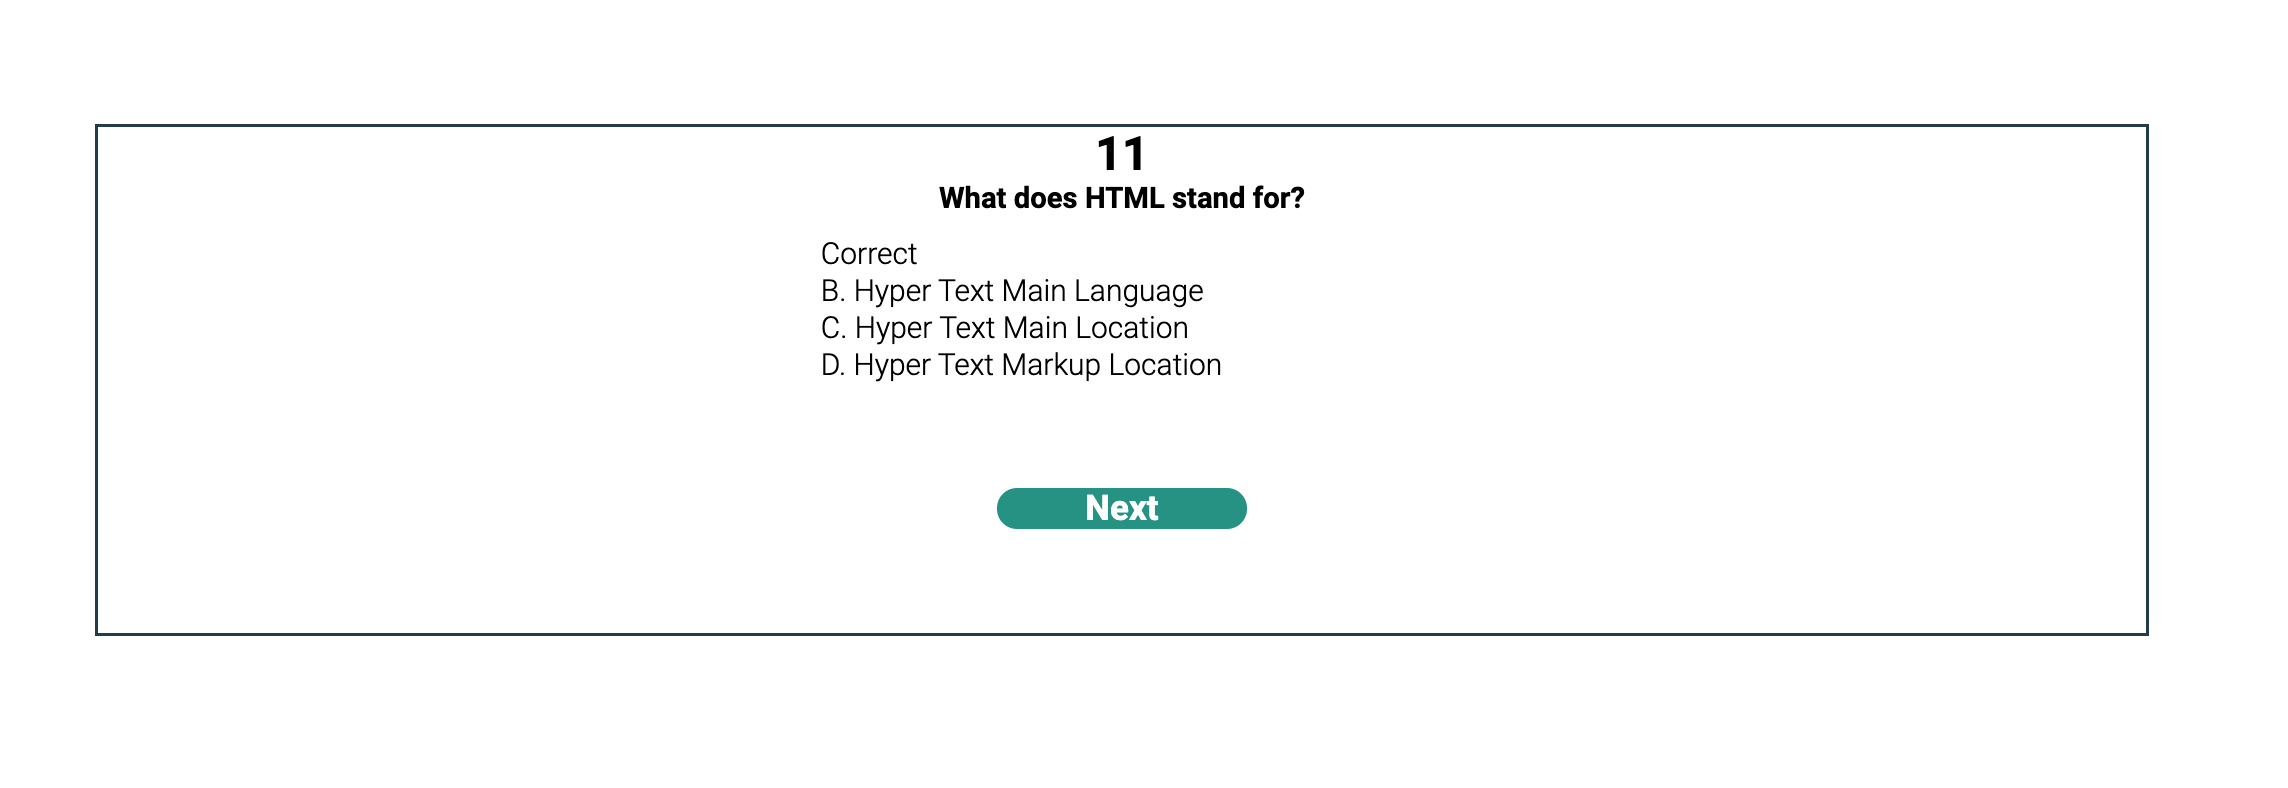 11
What does HTML stand for?
Correct
B. Hyper Text Main Language
C. Hyper Text Main Location
D. Hyper Text Markup Location
Next